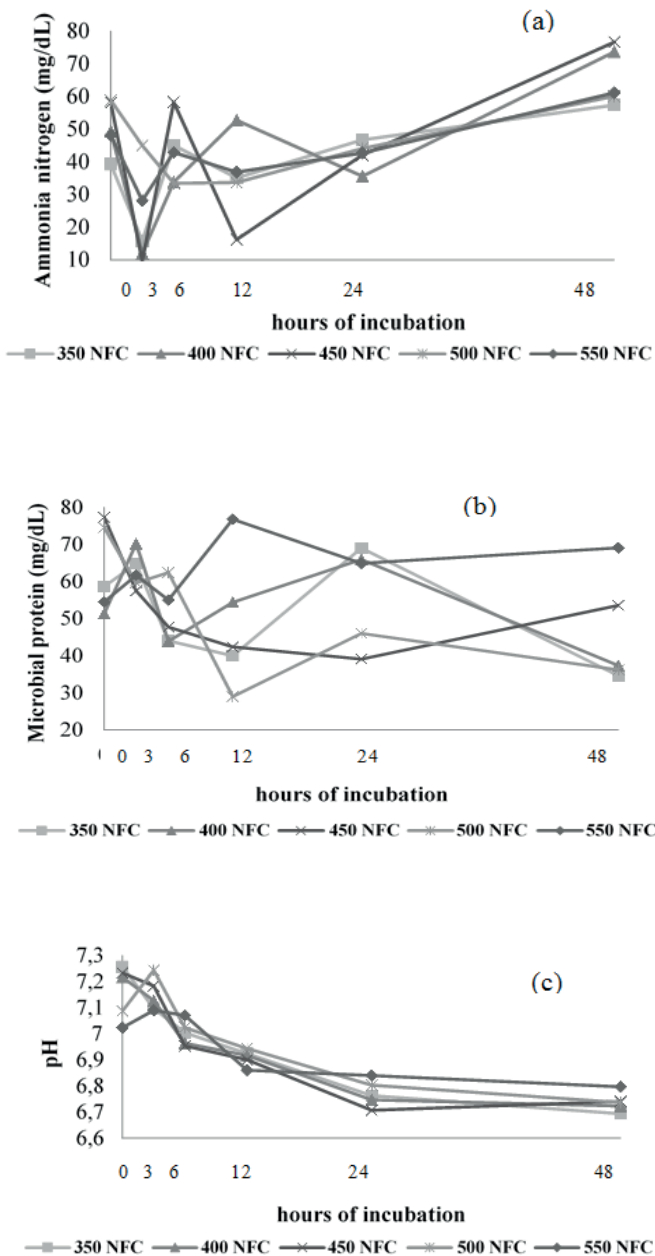 (a)
Ammonia nitrogen (mg/dL)
80
70
60
50
40
30
20
10
0 3 6 12 24 48
hours of incubation
350 NFC 400 NFC 450 NFC 500 NFC 550 NFC
(b)
Microbial protein (mg/dL)
80
70
60
50
40
30
20
0 3 6 12 24 48
hours of incubation
350 NFC 400 NFC 450 NFC 500 NFC 550 NFC
(c)
pH
7,3
7,2
7,1
7
6,9
6,8
6,7
6,6
0 3 6 12 24 48
hours of incubation
350 NFC 400 NFC 450 NFC 500 NFC 550 NFC